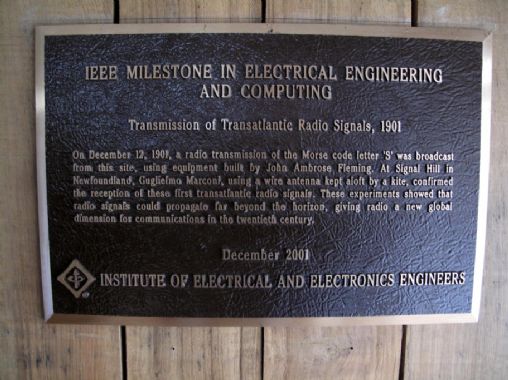 IEEE MILESTONE IN ELECTRICAL ENGINEERING
AND COMPUTING
Transmission of Transatlantic Radio Signals, 1901
On December 12, 1901, a radio transmission of the Morse code letter 'S' was broadcast
from this site, using equipment built by John Ambrose Fleming. At Signal Hill in
Newfoundland, Guglielmo Marconi, using a wire antenna kept aloft by a kite, confirmed
the reception of these first transatlantic radio signals. These experiments showed that
radio signals could propagate far beyond the horizon, giving radio a new global
dimension for communications in the twentieth century.
December 2001
INSTITUTE OF ELECTRICAL AND ELECTRONICS ENGINEERS